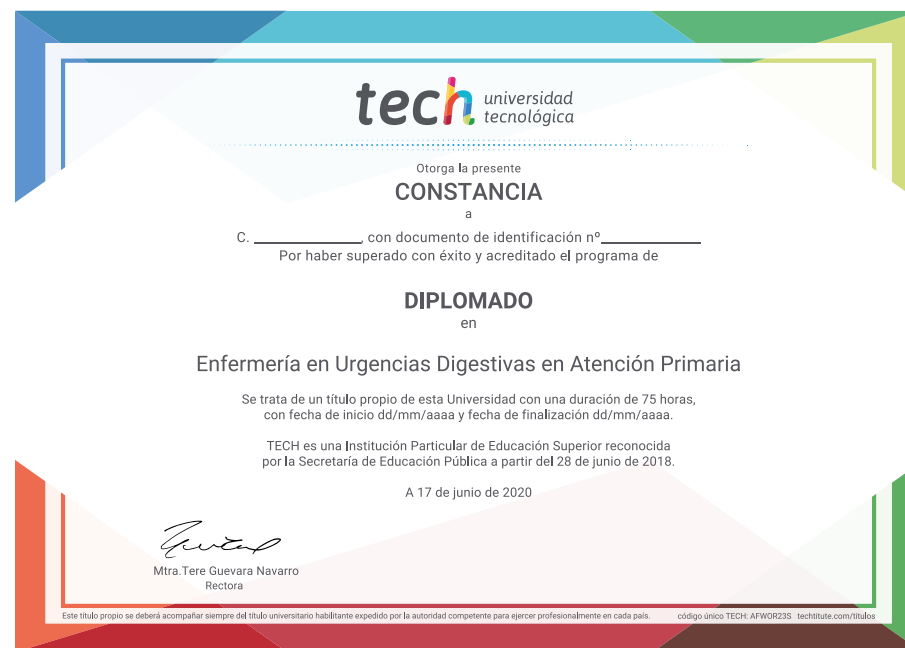 tech universidad
tecnológica
Otorga la presente
CONSTANCIA
a
C. ____________, con documento de identificación nº____________
Por haber superado con éxito y acreditado el programa de
DIPLOMADO
en
Enfermería en Urgencias Digestivas en Atención Primaria
Se trata de un título propio de esta Universidad con una duración de 75 horas,
con fecha de inicio dd/mm/aaaa y fecha de finalización dd/mm/aaaa.
TECH es una Institución Particular de Educación Superior reconocida
por la Secretaría de Educación Pública a partir del 28 de junio de 2018.
A 17 de junio de 2020
Mtra.Tere Guevara Navarro
Rectora
Este título propio se deberá acompañar siempre del título universitario habilitante expedido por la autoridad competente para ejercer profesionalmente en cada país. código único TECH: AFWOR23S techtitute.com/titulos